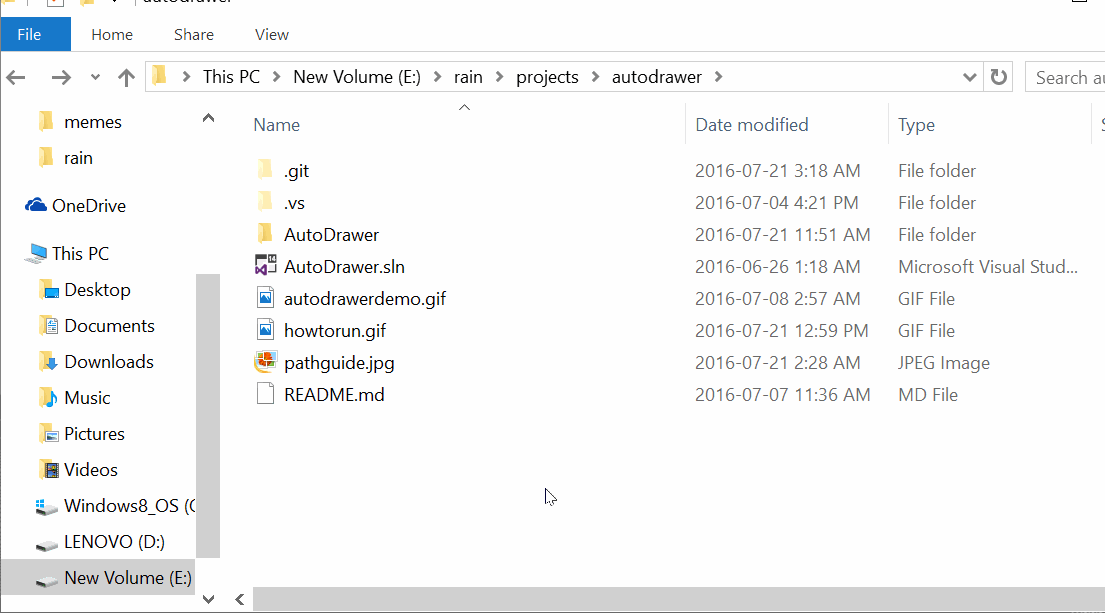 autodrawer
File Home Share View
This PC New Volume (E:) rain projects autodrawer
Search au
memes
rain
OneDrive
This PC
Desktop
Documents
Downloads
Music
Pictures
Videos
Windows8_OS (C
LENOVO (D:)
New Volume (E:)
Name Date modified Type S
.git 2016-07-21 3:18 AM File folder
.vs 2016-07-04 4:21 PM File folder
AutoDrawer 2016-07-21 11:51 AM File folder
AutoDrawer.sln 2016-06-26 1:18 AM Microsoft Visual Stud...
autodrawerdemo.gif 2016-07-08 2:57 AM GIF File
howtorun.gif 2016-07-21 12:59 PM GIF File
pathguide.jpg 2016-07-21 2:28 AM JPEG Image
README.md 2016-07-07 11:36 AM MD File